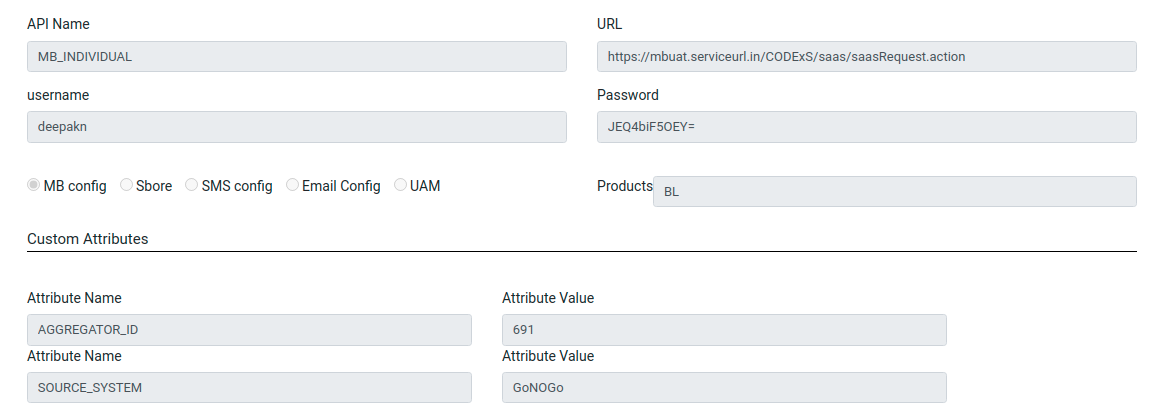 API Name
URL
MB_INDIVIDUAL
https://mbuat.serviceurl.in/CODExS/saas/saasRequest.action
username
Password
deepakn
JEQ4biF5OEY=
MB config Sbore SMS config Email Config UAM
Products BL
Custom Attributes
Attribute Name
Attribute Value
AGGREGATOR_ID
691
Attribute Name
Attribute Value
SOURCE_SYSTEM
GoNOGo